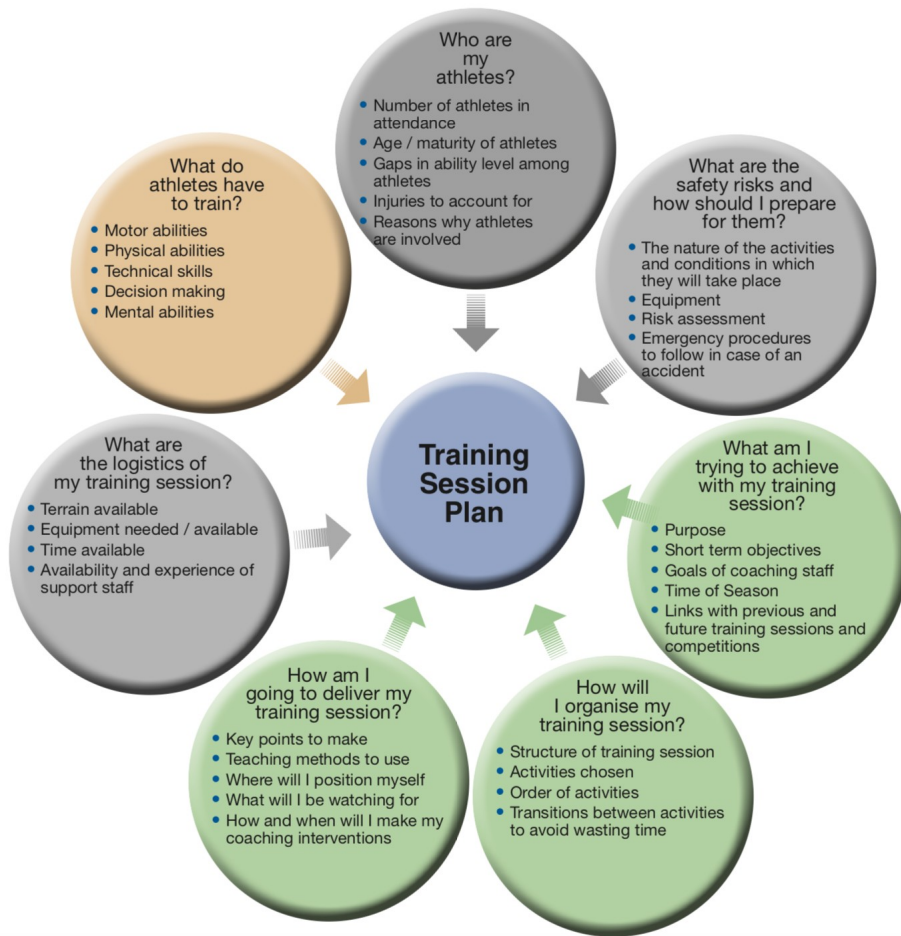 Who are
my
athletes?
Number of athletes in
attendance
Age / maturity of athletes
Gaps in ability level among
athletes
Injuries to account for
Reasons why athletes
are involved
What are the
safety risks and
how should I prepare
for them?
The nature of the activities
and conditions in which
they will take place
Equipment
Risk assessment
Emergency procedures
to follow in case of an
accident
What am I
trying to achieve
with my training
session?
Purpose
Short term objectives
Goals of coaching staff
Time of Season
Links with previous and
future training sessions and
competitions
How will
I organise my
training session?
Structure of training session
Activities chosen
Order of activities
Transitions between activities
to avoid wasting time
How am I
going to deliver my
training session?
Key points to make
Teaching methods to use
Where will I position myself
What will I be watching for
How and when will I make my
coaching interventions
What are
the logistics of
my training session?
Terrain available
Equipment needed / available
Time available
Availability and experience of
support staff
What do
athletes have
to train?
Motor abilities
Physical abilities
Technical skills
Decision making
Mental abilities
Training
Session
Plan